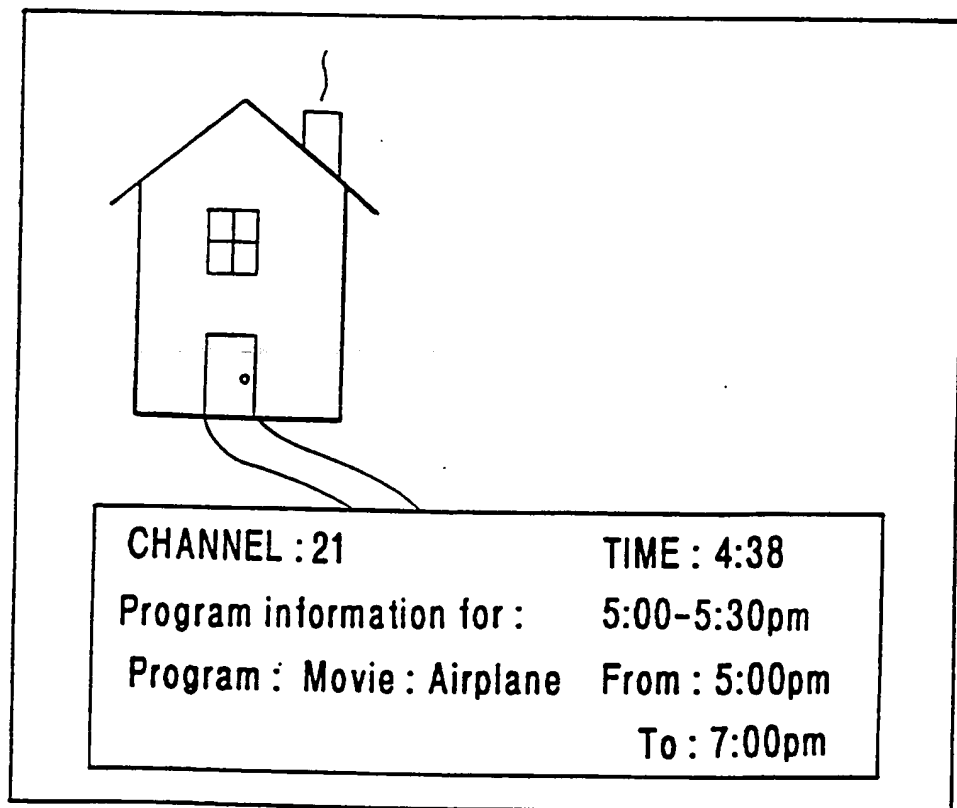 CHANNEL : 21 TIME : 4:38
Program information for : 5:00-5:30pm
Program : Movie : Airplane From : 5:00pm
To : 7:00pm